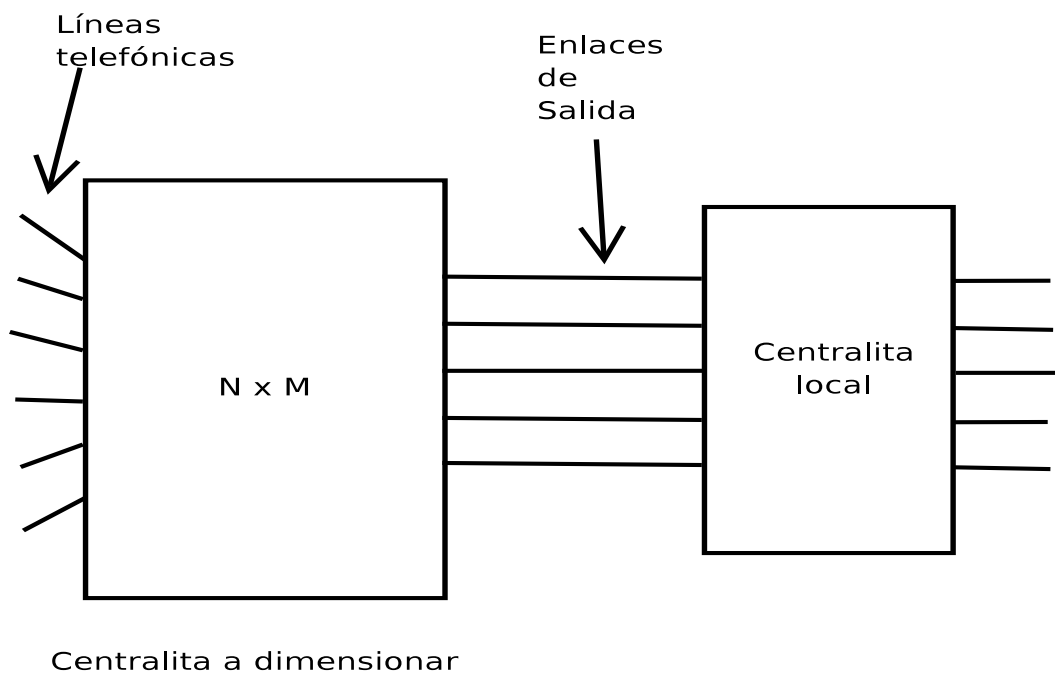 Líneas
telefónicas
Enlaces
de
Salida
N x M
Centralita
local
Centralita a dimensionar